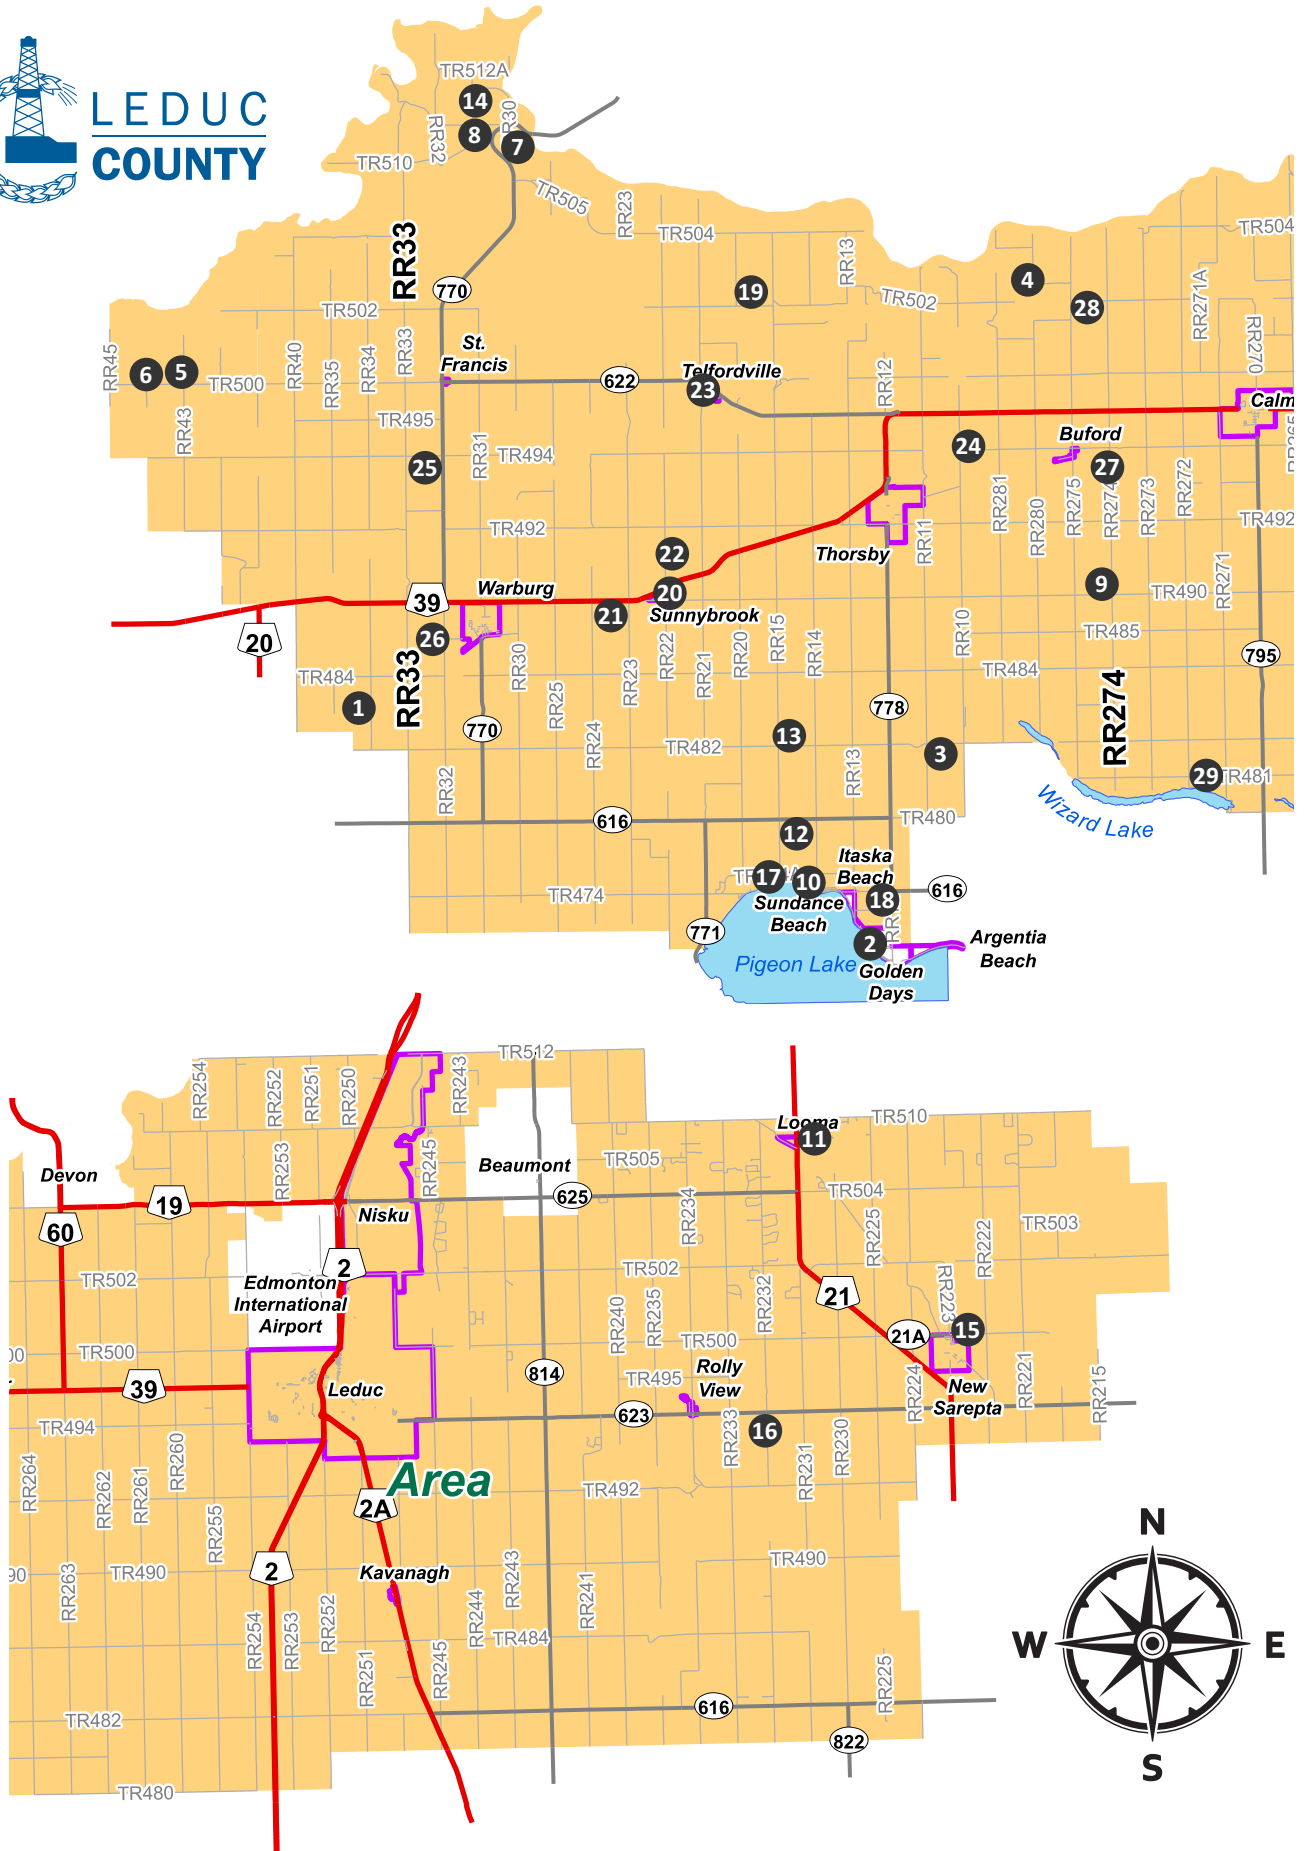 LEDUC
COUNTY
TR512A
14
RR30
RR32
8
7
TR510
TR505
RR23
TR504
RR13
TR504
RR33
770
19
4
TR502
TR502
28
RR271A
RR45
6
5
TR500
RR43
RR40
RR35
RR34
RR33
St.
Francis
622
Telfordville
23
RR12
RR270
Calm
TR495
RR31
TR494
25
24
Buford
27
RR265
RR281
RR280
RR275
RR274
RR273
RR272
TR492
TR492
Thorsby
RR11
22
9
TR490
RR271
Warburg
39
20
20
21
Sunnybrook
26
RR33
TR484
1
RR30
RR25
RR24
RR23
RR22
RR21
RR20
RR15
RR14
RR10
TR485
TR484
795
770
778
RR274
13
TR482
3
RR13
RR32
29
TR481
Wizard Lake
616
12
TR480
Itaska
Beach
17
10
18
616
TR474
Sundance
Beach
771
2
Argentia
Beach
Pigeon Lake
Golden
Days
TR512
RR254
RR252
RR251
RR250
RR243
Looma
11
TR510
Devon
RR253
RR245
Beaumont
TR505
19
625
RR234
TR504
60
Nisku
RR225
RR222
TR503
2
TR502
Edmonton
International
Airport
TR502
RR232
21
RR223
RR240
RR235
21A
15
TR500
TR500
Rolly
View
39
Leduc
814
TR495
RR224
New
Sarepta
RR221
RR215
TR494
623
RR233
16
RR230
RR264
RR262
RR261
RR260
RR231
Area
TR492
RR255
2A
TR490
2
Kavanagh
TR490
RR263
RR243
RR241
RR254
RR253
RR252
RR251
RR245
RR244
TR484
RR225
616
TR482
822
TR480
N
W
E
S